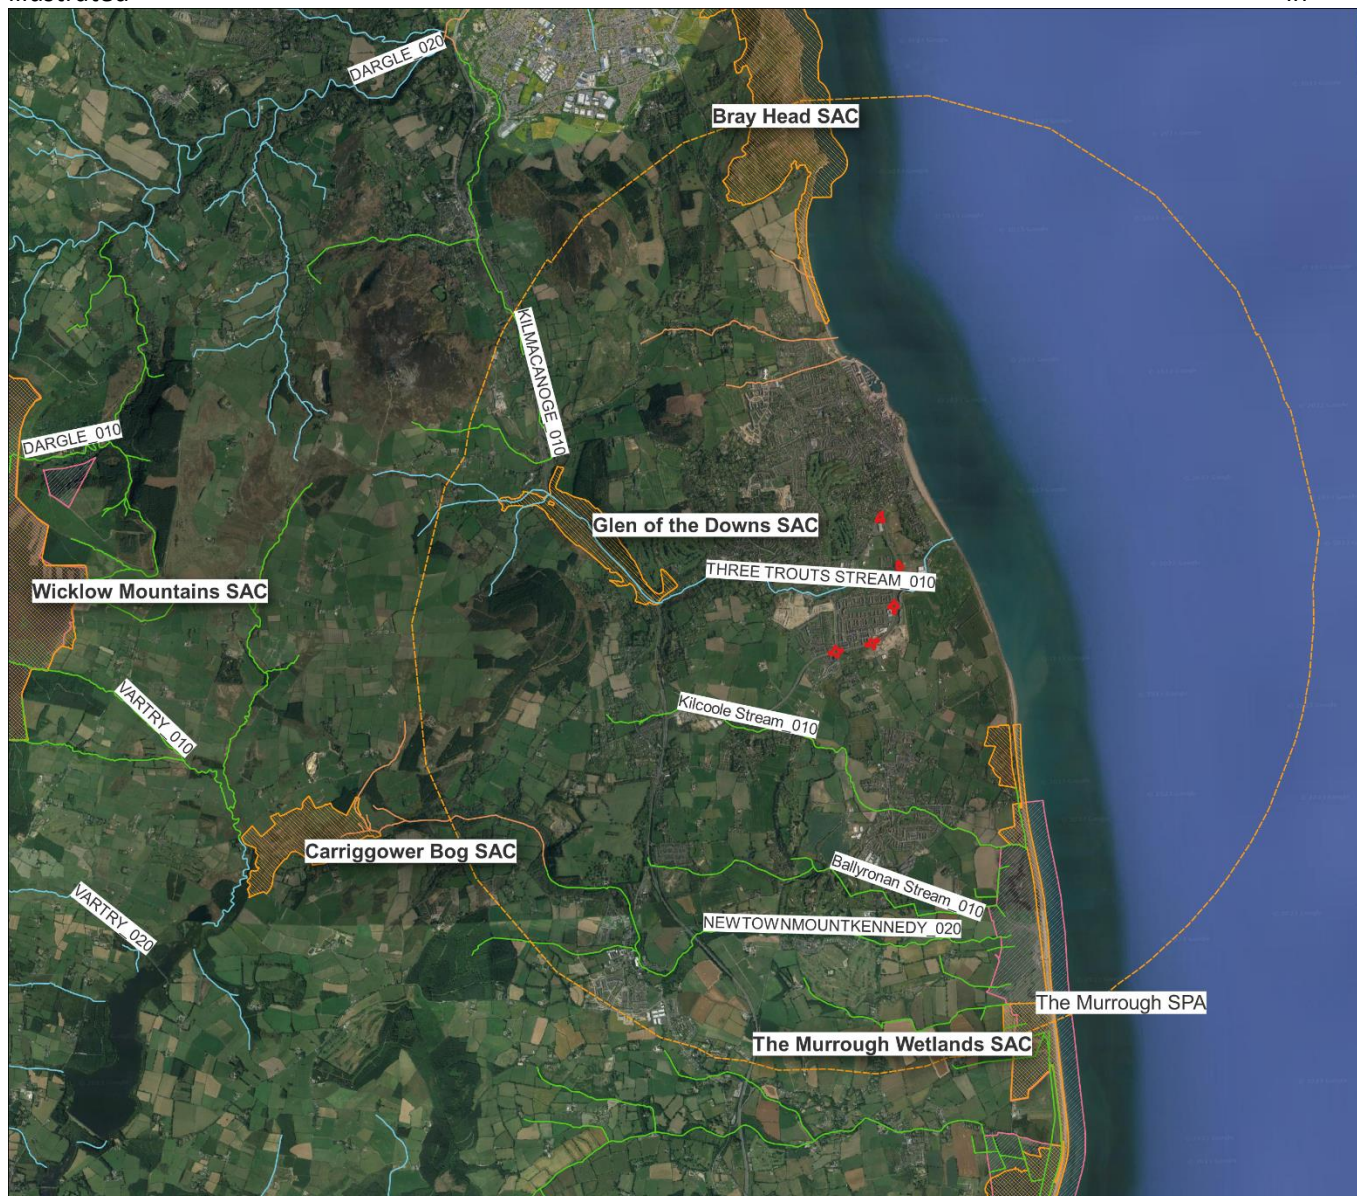 DARGLE_020
Bray Head SAC
KILMACANOGE_010
DARGLE_010
Glen of the Downs SAC
THREE TROUTS STREAM_010
Wicklow Mountains SAC
VARTRY_010
Kilcoole Stream_010
Carriggower Bog SAC
Ballyronan Stream_010
VARTRY_020
NEWTOWNMOUNTKENNEDY_020
The Murrough SPA
The Murrough Wetlands SAC